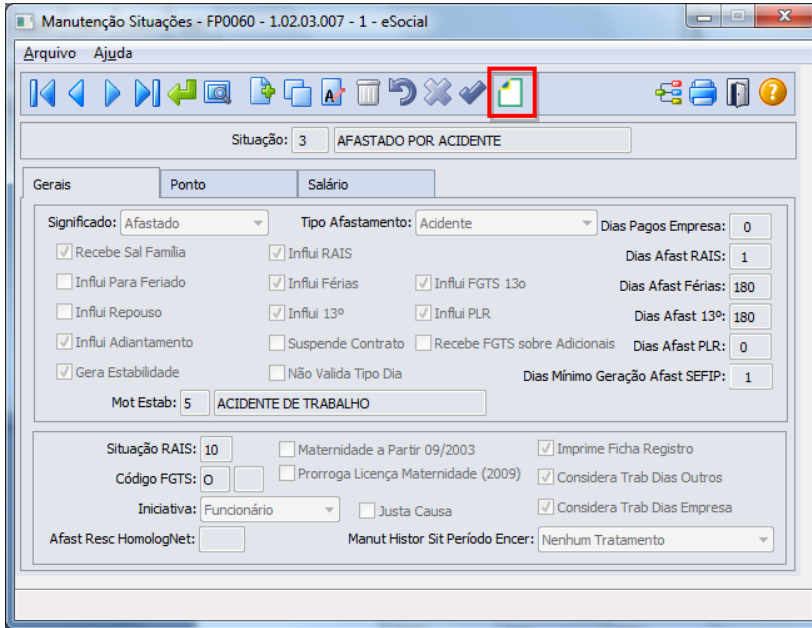 Manutenção Situações - FP0060 - 1.02.03.007 - 1 - eSocial
Arquivo Ajuda
Situação: 3 AFASTADO POR ACIDENTE
Gerais Ponto Salário
Significado: Afastado Tipo Afastamento: Acidente Dias Pagos Empresa: 0
Recebe Sal Família Influi RAIS Dias Afast RAIS: 1
Influi Para Feriado Influi Férias Influi FGTS 13o Dias Afast Férias: 180
Influi Repouso Influi 13º Influi PLR Dias Afast 13º: 180
Influi Adiantamento Suspende Contrato Recebe FGTS sobre Adicionais Dias Afast PLR: 0
Gera Estabilidade Não Valida Tipo Dia Dias Mínimo Geração Afast SEFIP: 1
Mot Estab: 5 ACIDENTE DE TRABALHO
Situação RAIS: 10 Maternidade a Partir 09/2003 Imprime Ficha Registro
Código FGTS: O Prorroga Licença Maternidade (2009) Considera Trab Dias Outros
Iniciativa: Funcionário Justa Causa Considera Trab Dias Empresa
Afast Resc HomologNet: Manut Histor Sit Período Encer: Nenhum Tratamento